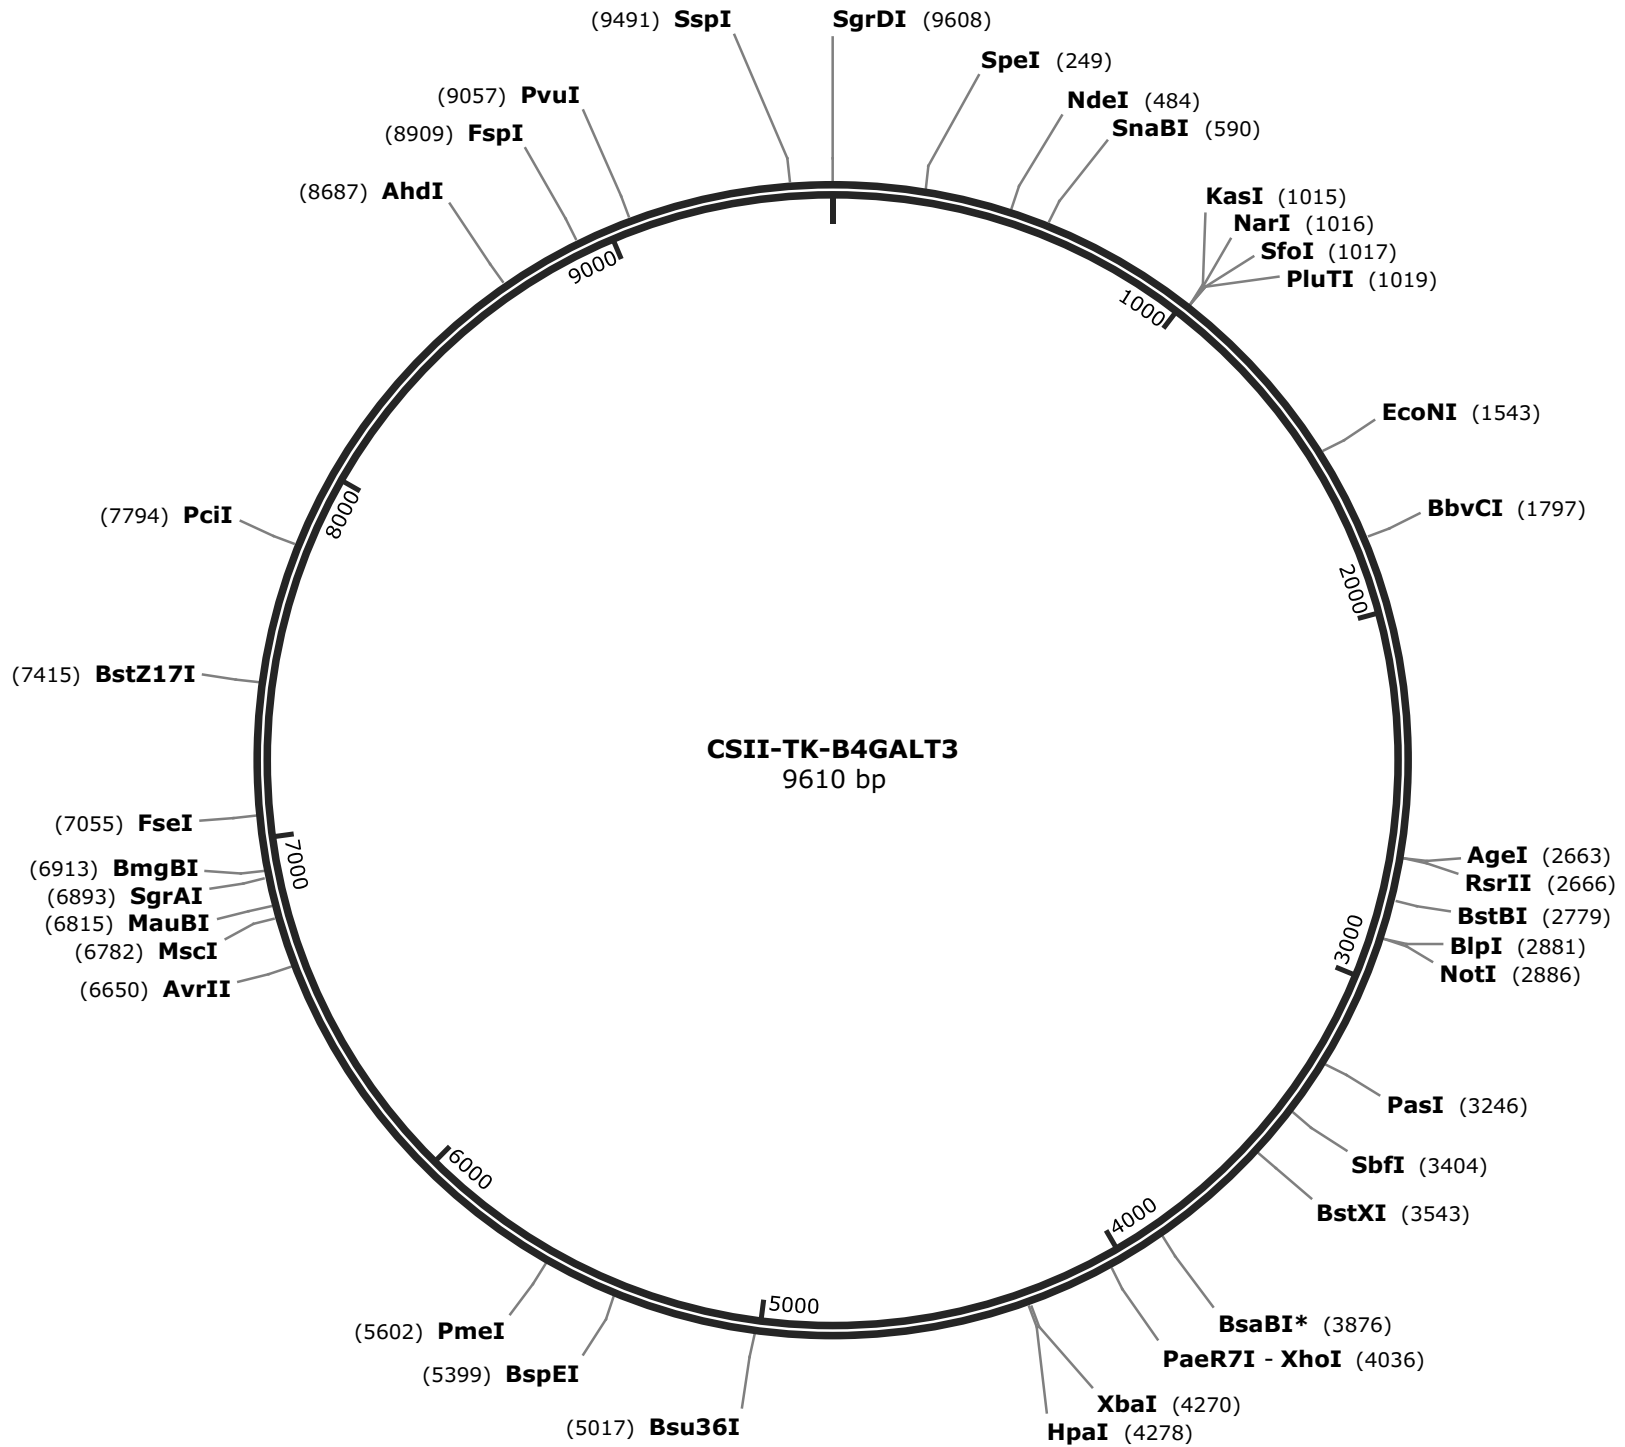 (9491) SspI
SgrDI (9608)
SpeI (249)
(9057) PvuI
NdeI (484)
(8909) FspI
SnaBI (590)
(8687) AhdI
KasI (1015)
NarI (1016)
SfoI (1017)
PluTI (1019)
9000
1000
EcoNI (1543)
BbvCI (1797)
(7794) PciI
8000
2000
(7415) BstZ17I
CSII-TK-B4GALT3
9610 bp
(7055) FseI
7000
(6913) BmgBI
(6893) SgrAI
(6815) MauBI
(6782) MscI
(6650) AvrII
AgeI (2663)
RsrII (2666)
BstBI (2779)
BlpI (2881)
NotI (2886)
3000
PasI (3246)
SbfI (3404)
BstXI (3543)
6000
4000
5000
BsaBI* (3876)
PaeR7I - XhoI (4036)
XbaI (4270)
HpaI (4278)
(5602) PmeI
(5399) BspEI
(5017) Bsu36I